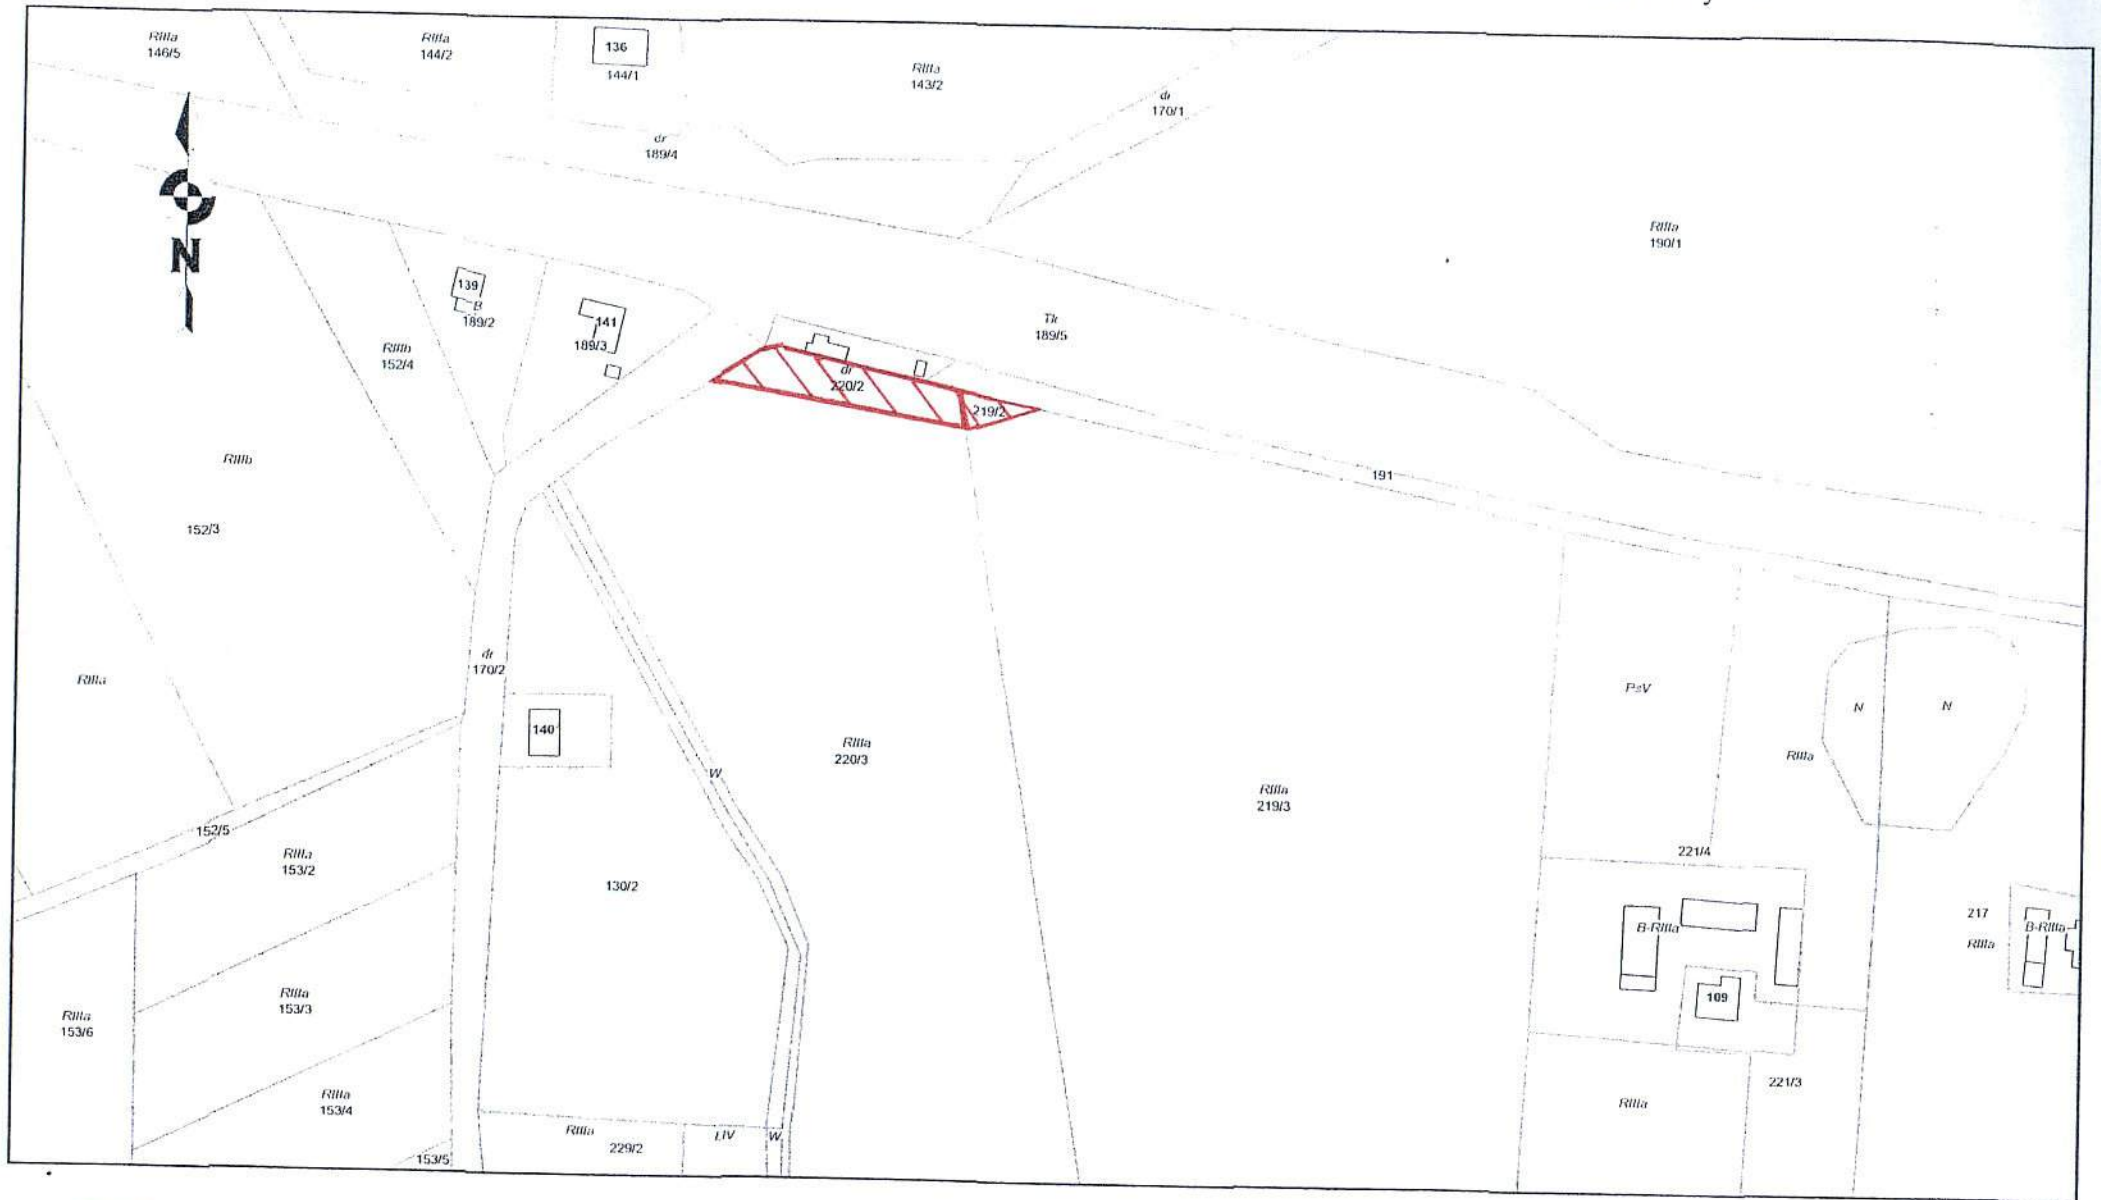 RIIIa
146/5
RIIIa
144/2
136
144/1
RIIIa
143/2
dr
170/1
dr
189/4
RIIIa
190/1
N
139
B
189/2
141
189/3
RIIIb
152/4
Tk
189/5
dr
220/2
219/2
191
RIIIb
152/3
RIIIa
dr
170/2
140
W
RIIIa
220/3
RIIIa
219/3
PsV
RIIIa
N
N
152/5
RIIIa
153/2
130/2
221/4
B-RIIIa
109
217
RIIIa
B-RIIIa
RIIIa
153/6
RIIIa
153/3
RIIIa
153/4
153/5
RIIIa
229/2
ŁIV
W
RIIIa
221/3